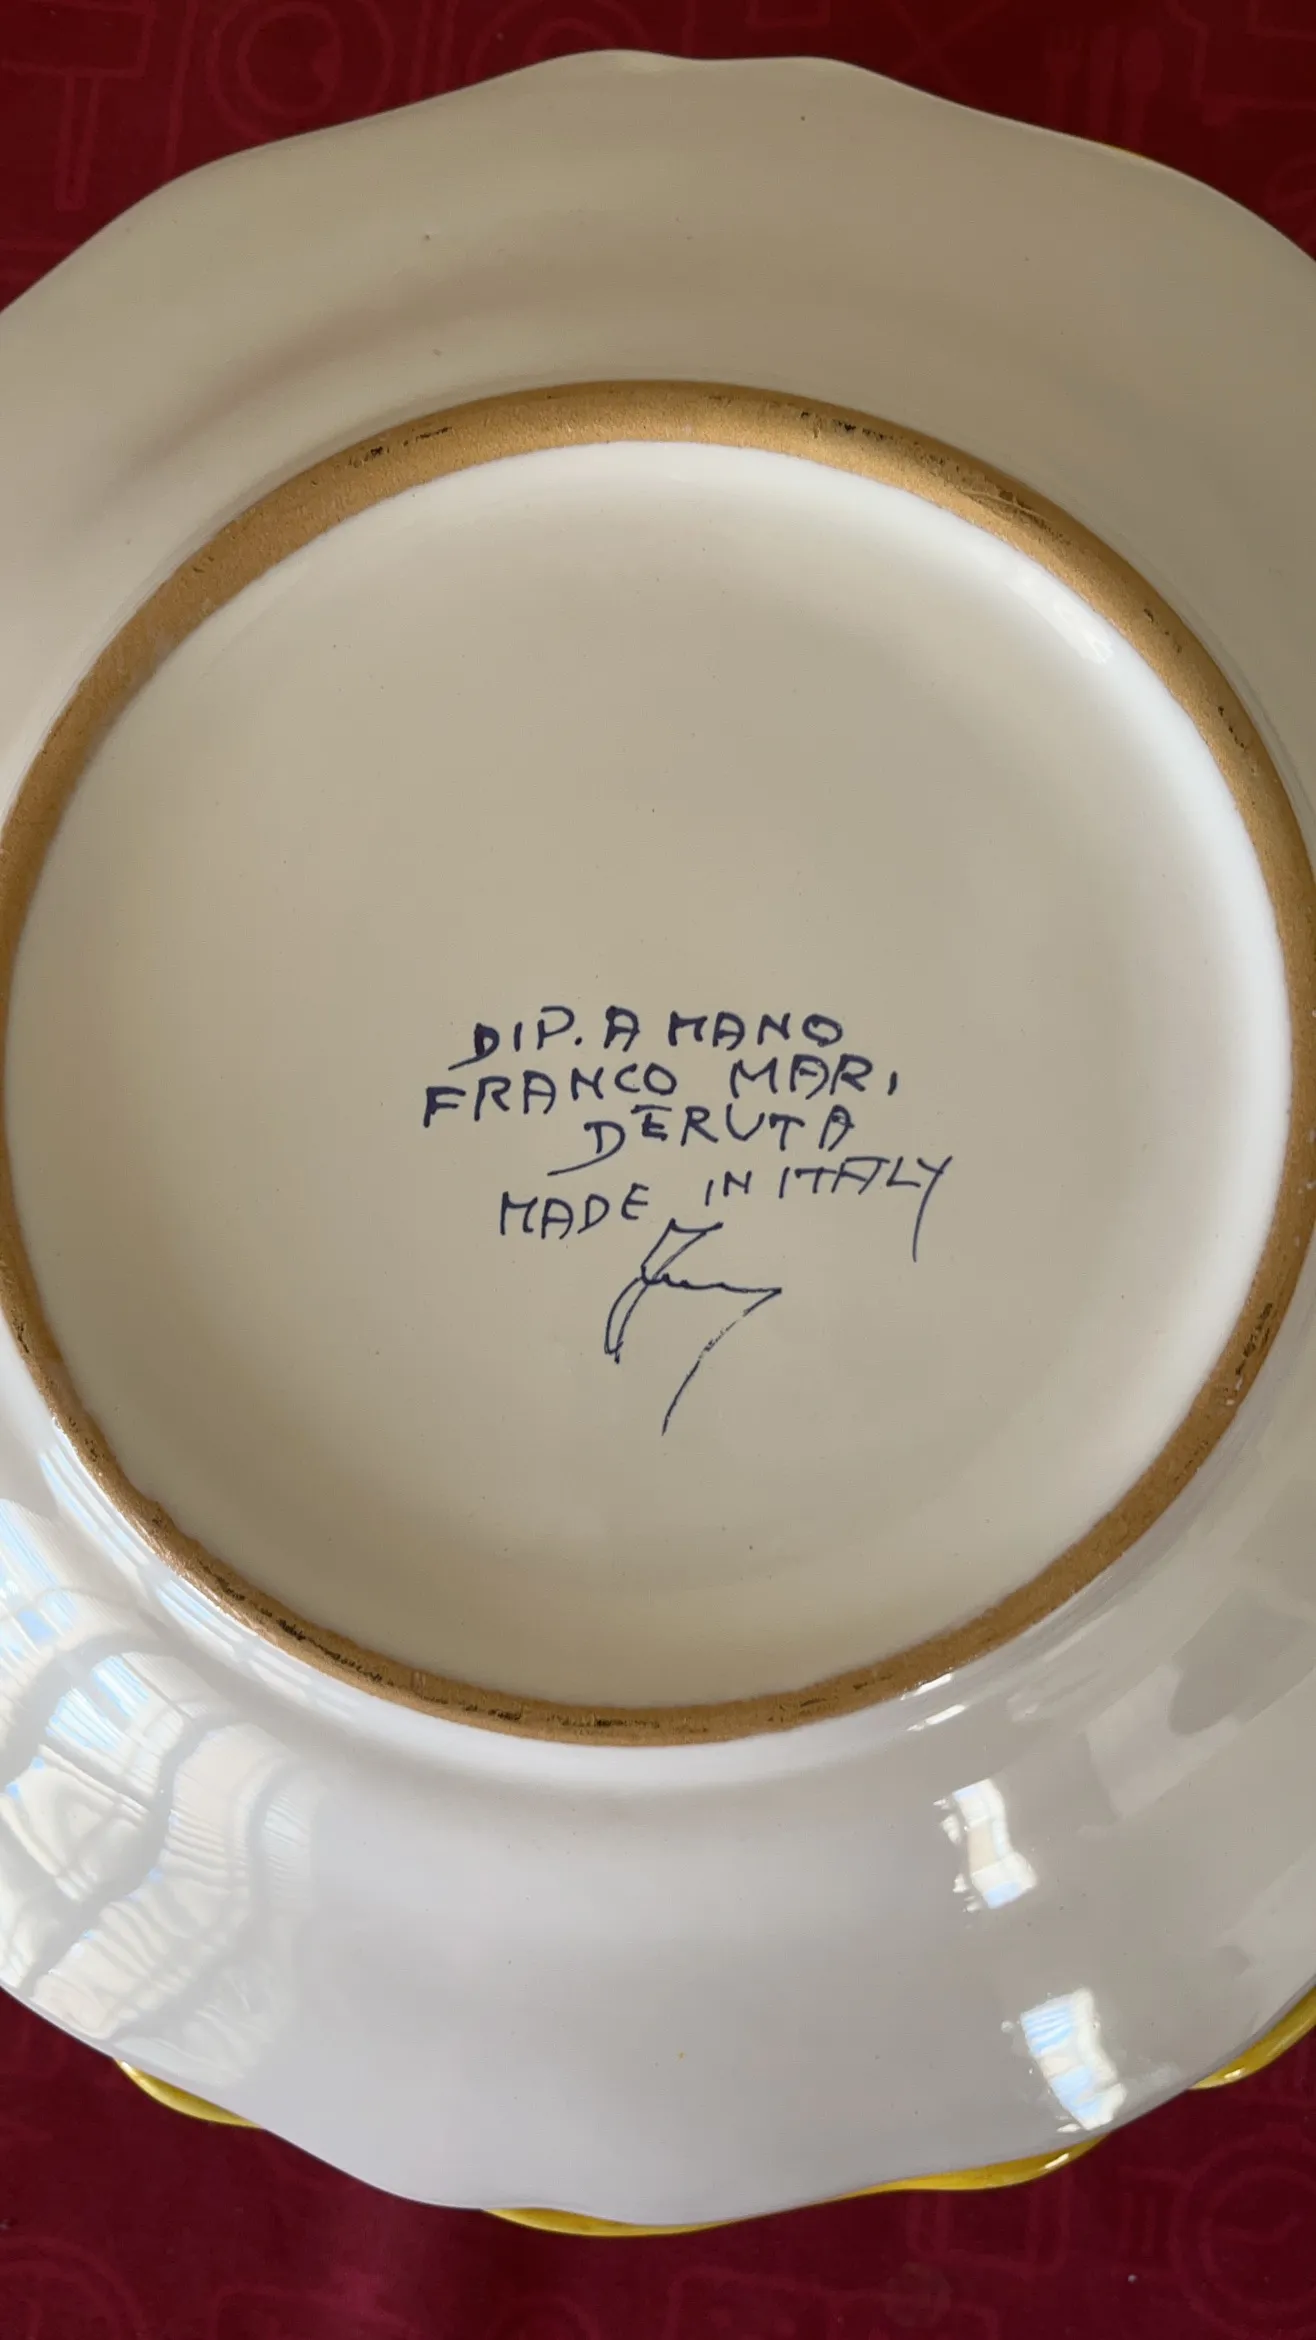 DIP. A MANO
FRANCO MARI
DERUTA
MADE IN ITALY